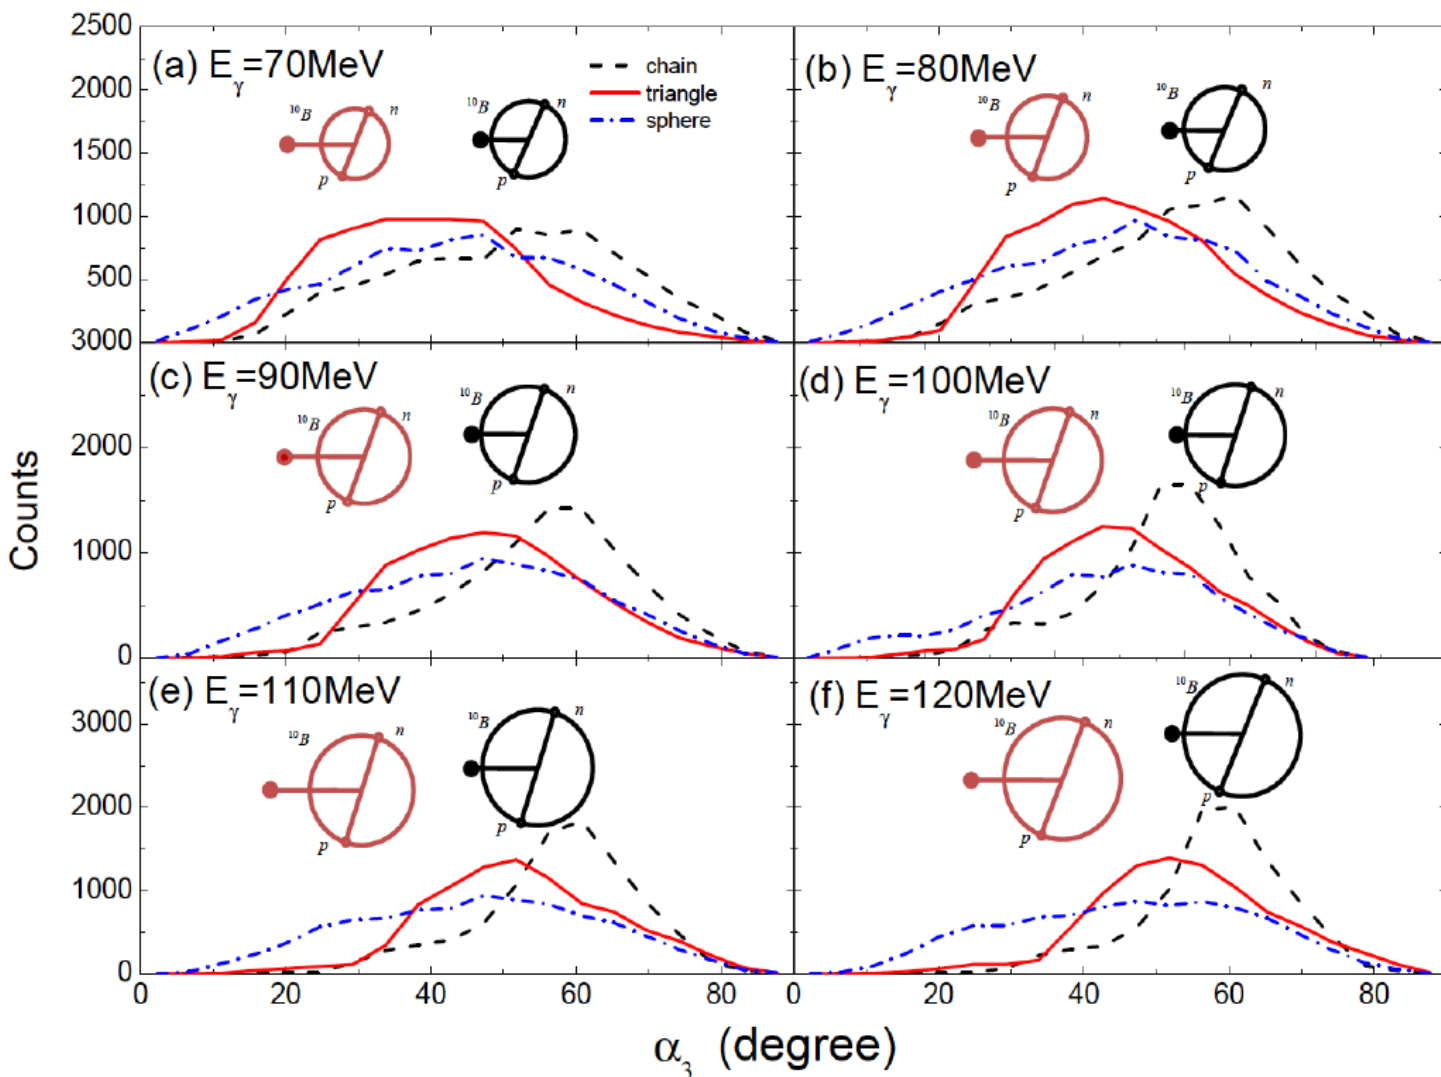 2500
2000
1500
1000
500
3000
(a) Eγ=70MeV
10B
n
p
10B
n
p
chain
triangle
sphere
(b) Eγ=80MeV
10B
n
p
10B
n
p
2000
1000
0
(c) Eγ=90MeV
10B
n
p
10B
n
p
(d) Eγ=100MeV
10B
n
p
10B
n
p
3000
2000
1000
0
(e) Eγ=110MeV
10B
n
p
10B
n
p
(f) Eγ=120MeV
10B
n
p
10B
n
p
0 20 40 60 80 0 20 40 60 80
Counts
α3 (degree)